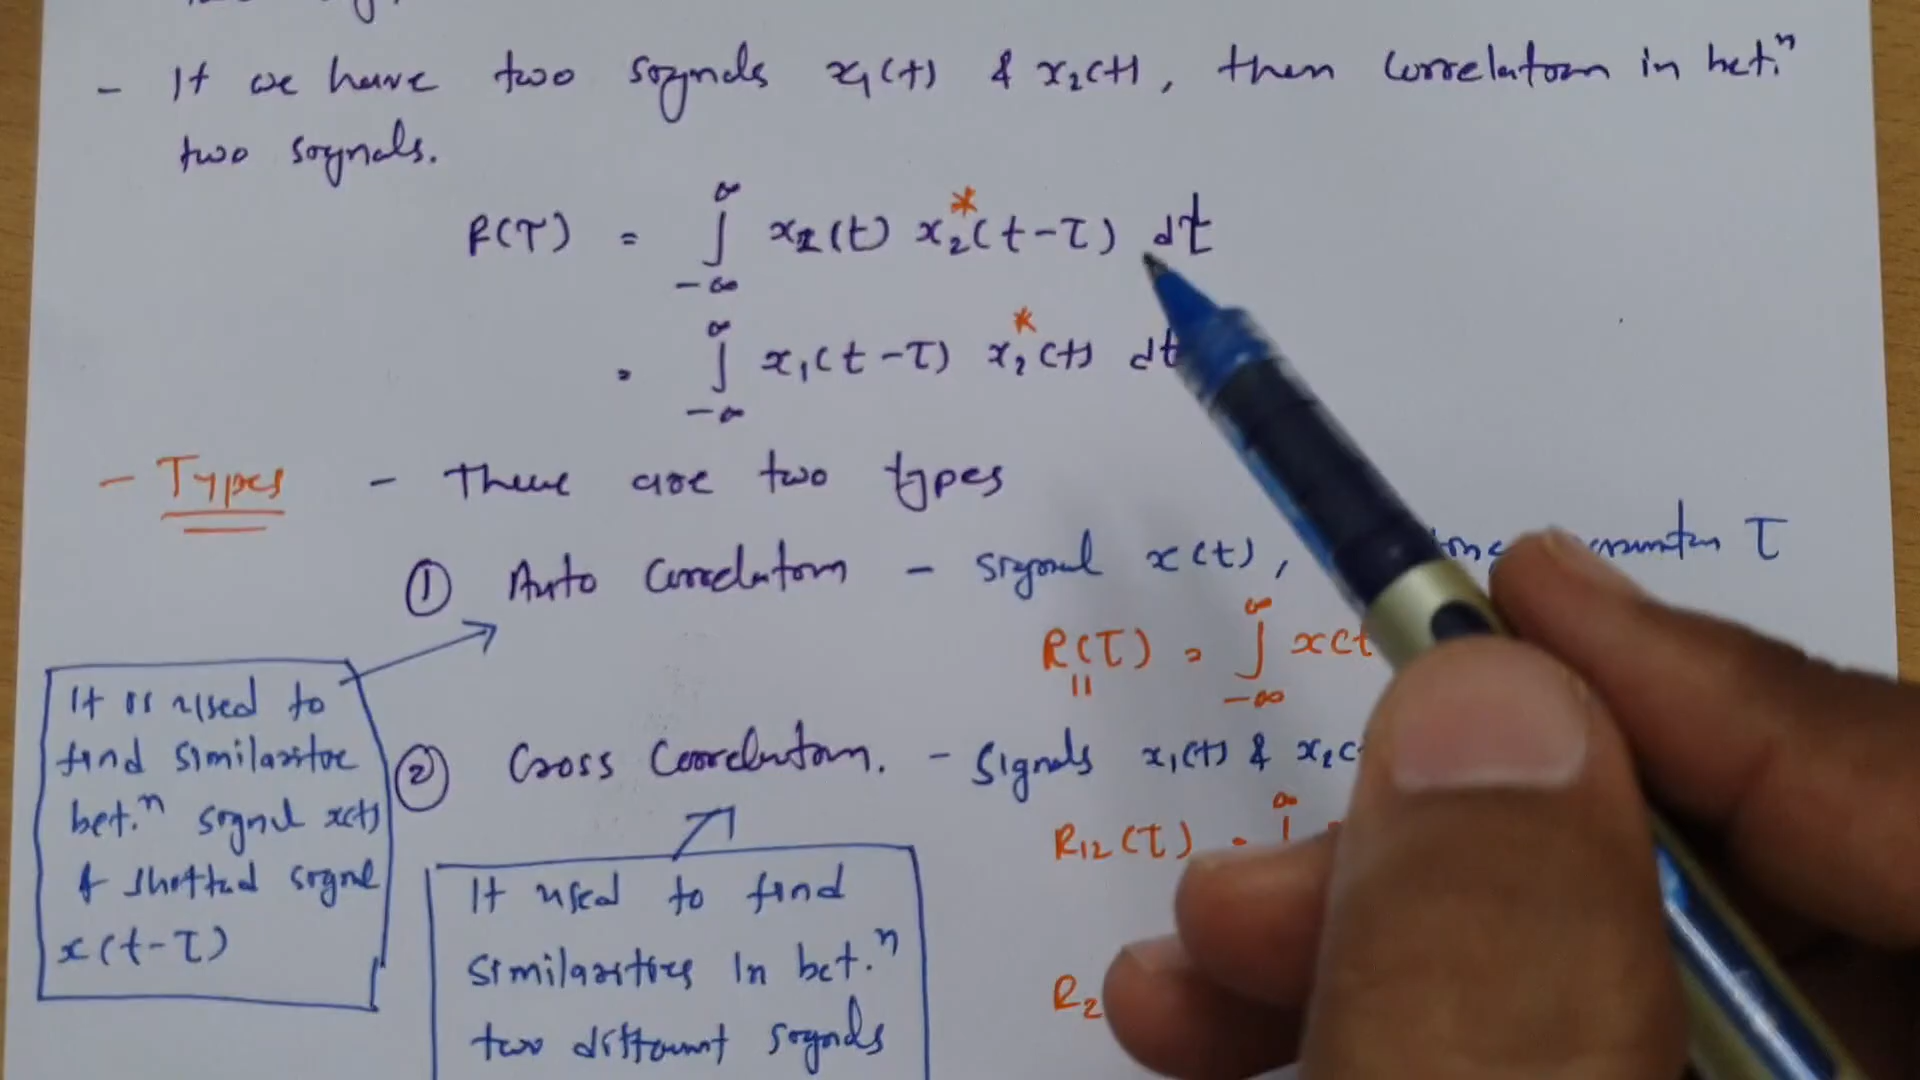 - If we have two signals x₁(t) & x₂(t), then correlation in bet.ⁿ
two signals.
R(τ) = ∫_{-∞}^{∞} x₁(t) x₂*(t-τ) dt
= ∫_{-∞}^{∞} x₁(t-τ) x₂*(t) dt
- Types - There are two types
① Auto Correlation - signal x(t), τ
R(τ) = ∫_{-∞}^{∞} x(t
11
② Cross Correlation. - Signals x₁(t) & x₂(
R₁₂(τ) = ∫^{∞}
R₂
It is used to
find similarities
bet.ⁿ signal x(t)
& shifted signal
x(t-τ)
It used to find
similarities in bet.ⁿ
two different signals